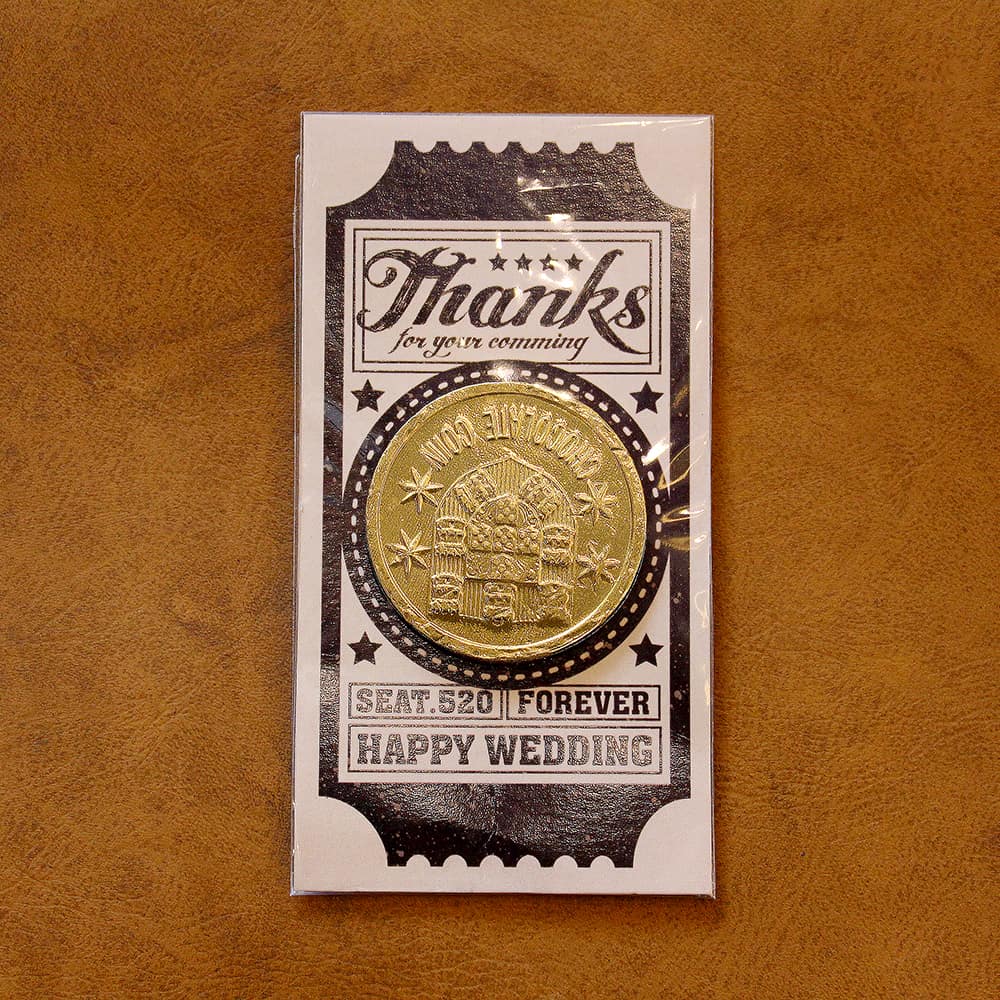 Thanks
for your comming
CHOCOLATE COIN
SEAT.520 FOREVER
HAPPY WEDDING